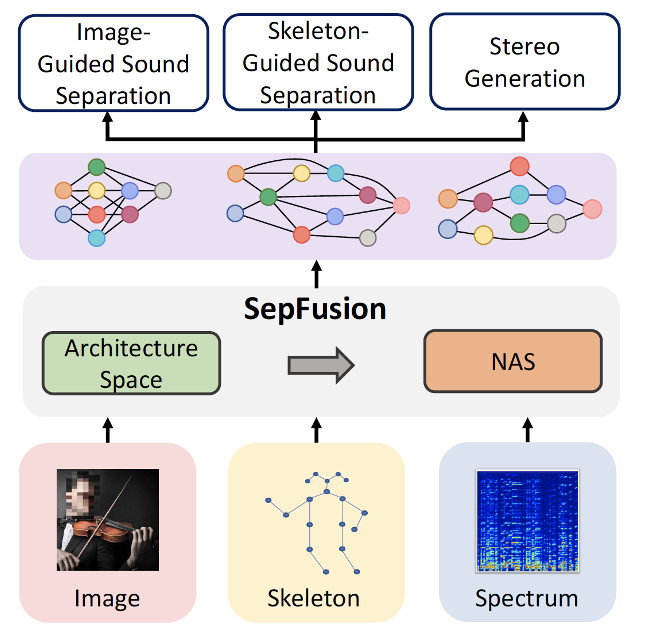 Image-
Guided Sound
Separation
Skeleton-
Guided Sound
Separation
Stereo
Generation
SepFusion
Architecture
Space
NAS
Image
Skeleton
Spectrum